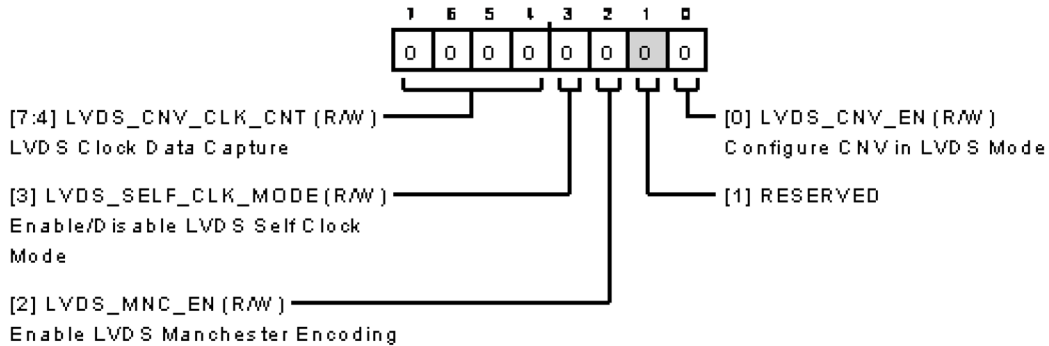 7 6 5 4 3 2 1 0
0 0 0 0 0 0 0 0
[7:4] LVDS_CNV_CLK_CNT (R/W)
LVDS Clock Data Capture
[0] LVDS_CNV_EN (R/W)
Configure CNV in LVDS Mode
[3] LVDS_SELF_CLK_MODE (R/W)
Enable/Disable LVDS Self Clock
Mode
[1] RESERVED
[2] LVDS_MNC_EN (R/W)
Enable LVDS Manchester Encoding